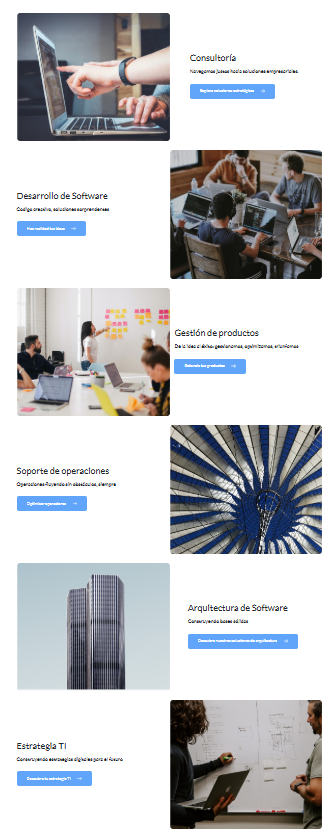 Consultoría
Navegamos juntos hacia soluciones empresariales.
Explora soluciones estratégicas →
Desarrollo de Software
Código creativo, soluciones sorprendentes
Haz realidad tus ideas →
Gestión de productos
De la idea al éxito: gestionamos, optimizamos, triunfamos
Gestiona tus productos →
Soporte de operaciones
Operaciones fluyendo sin obstáculos, siempre
Optimiza operaciones →
Arquitectura de Software
Construyendo bases sólidas
Descubre nuestras soluciones de arquitectura →
Estrategia TI
Construyendo estrategias digitales para el futuro
Descubre tu estrategia TI →